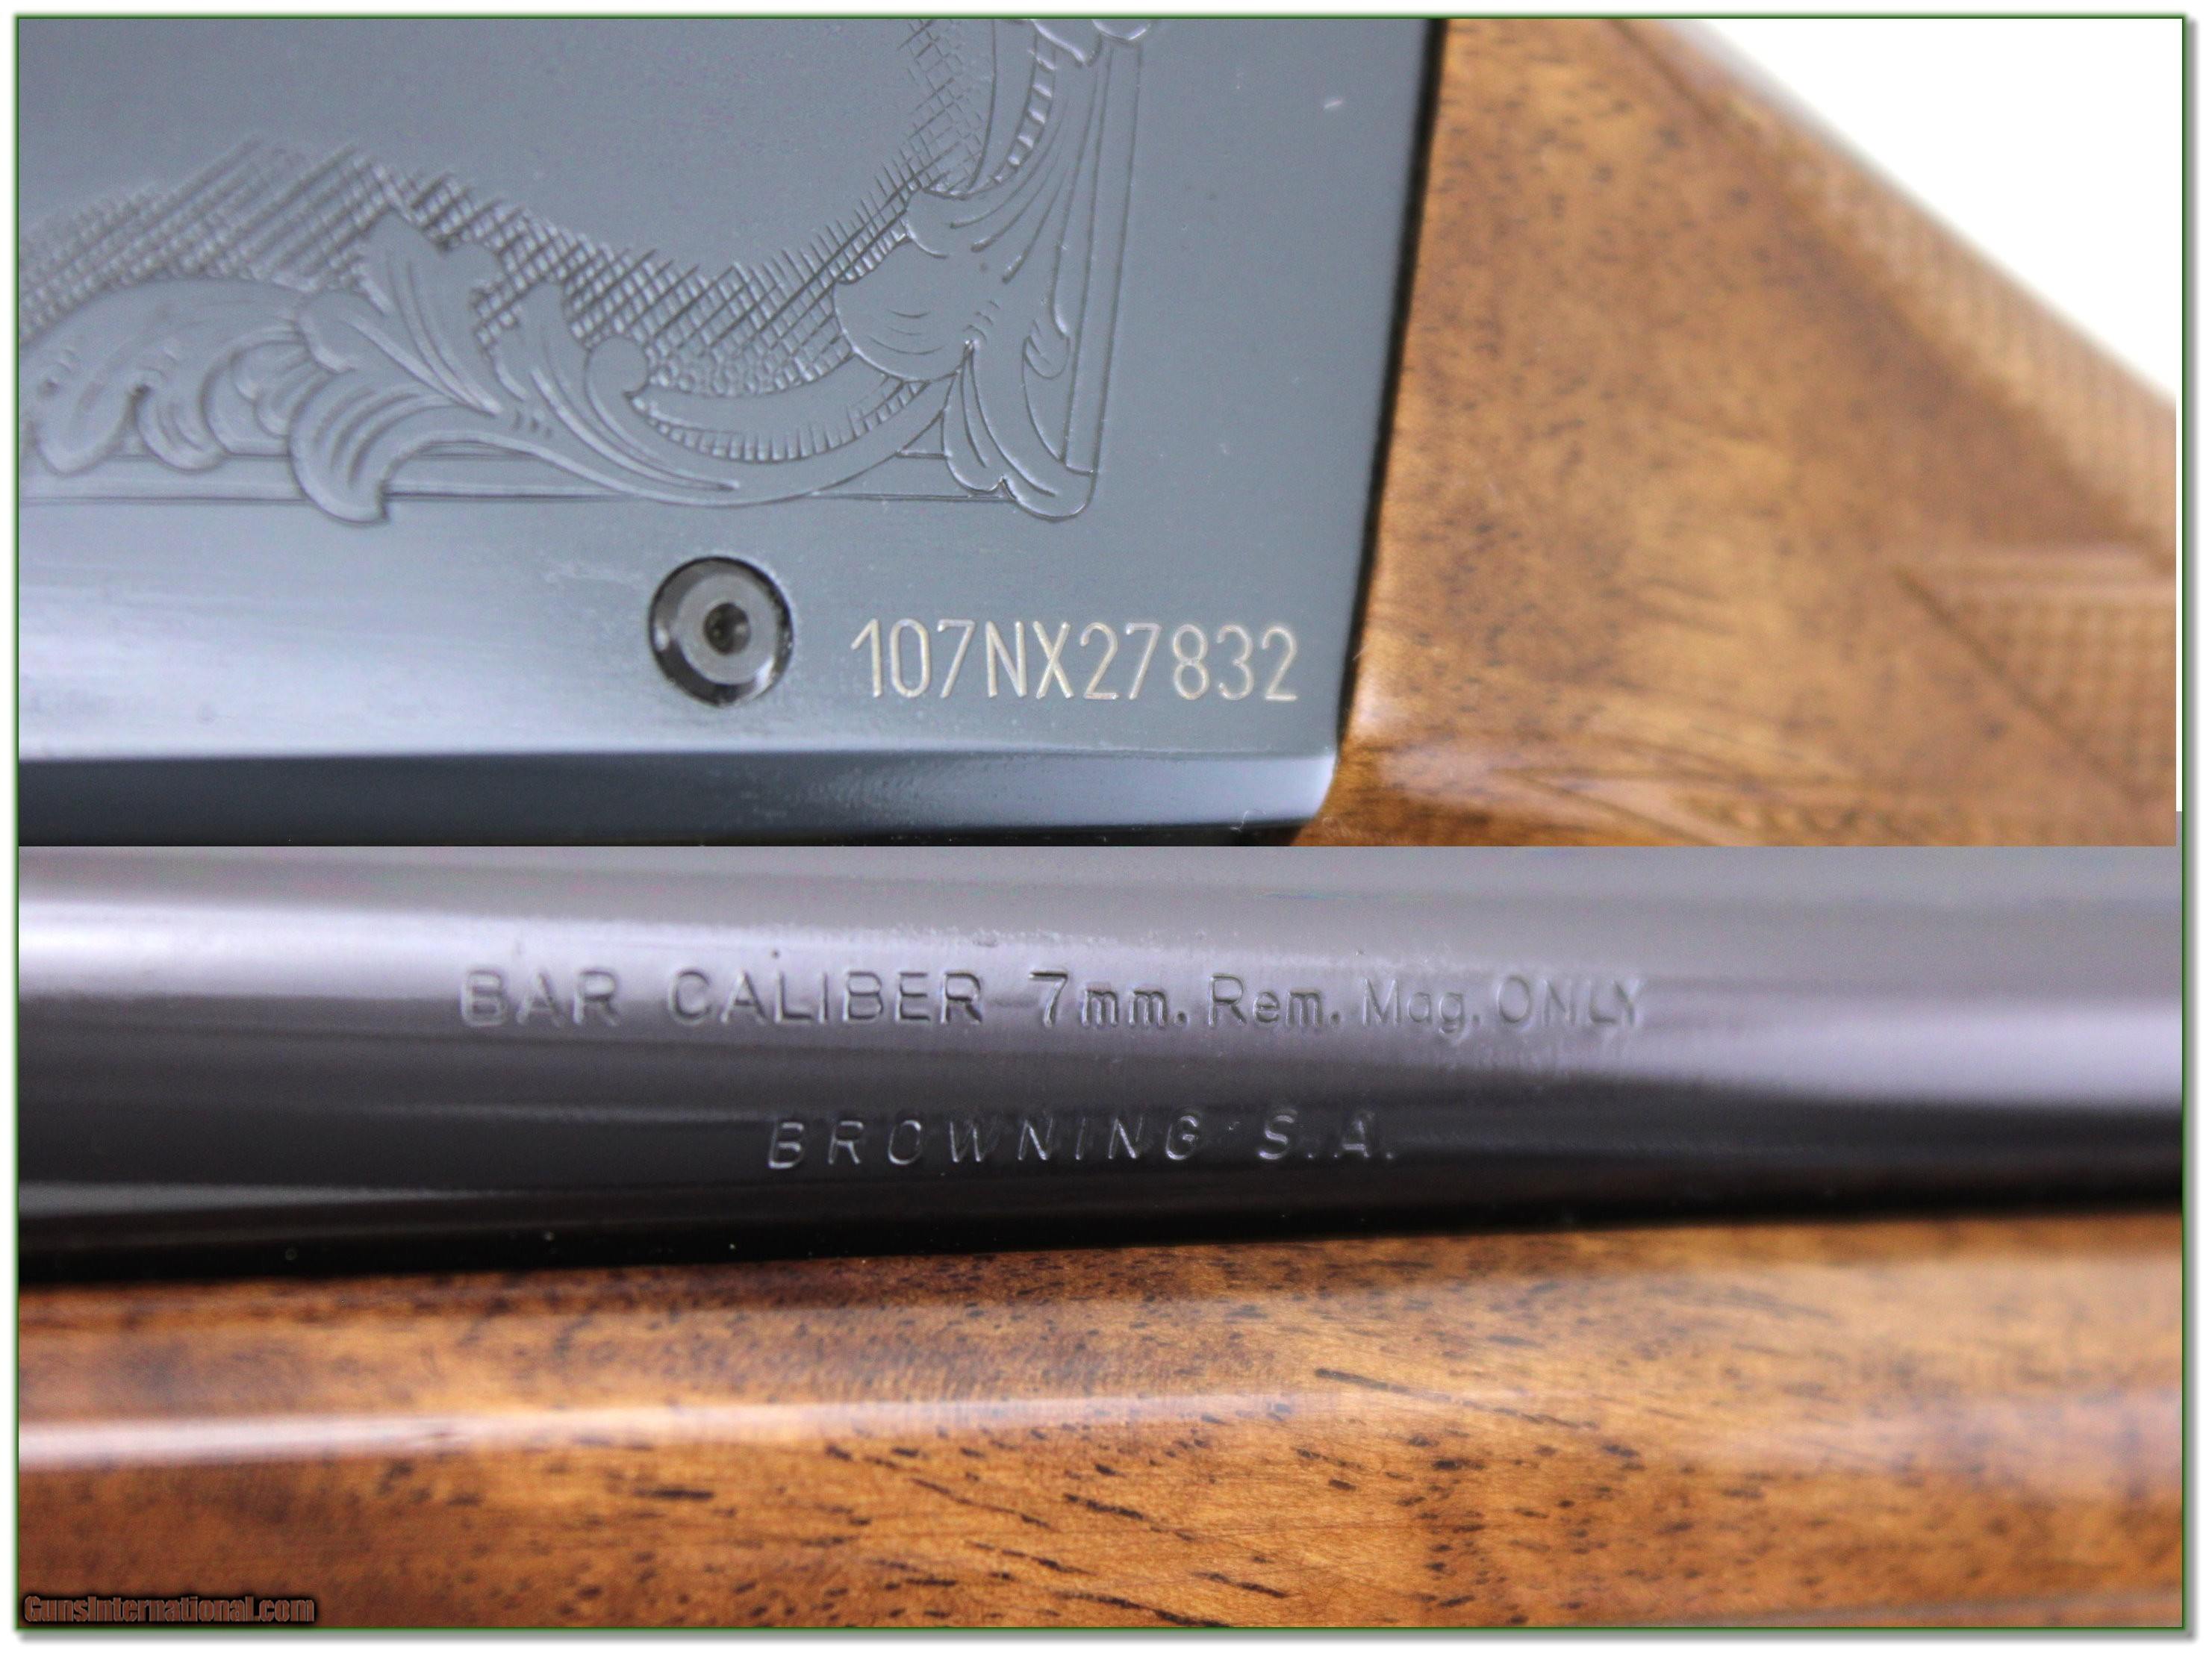 107NX27832
BAR CALIBER 7mm. Rem. Mag. ONLY
BROWNING S.A.
GunsInternational.com